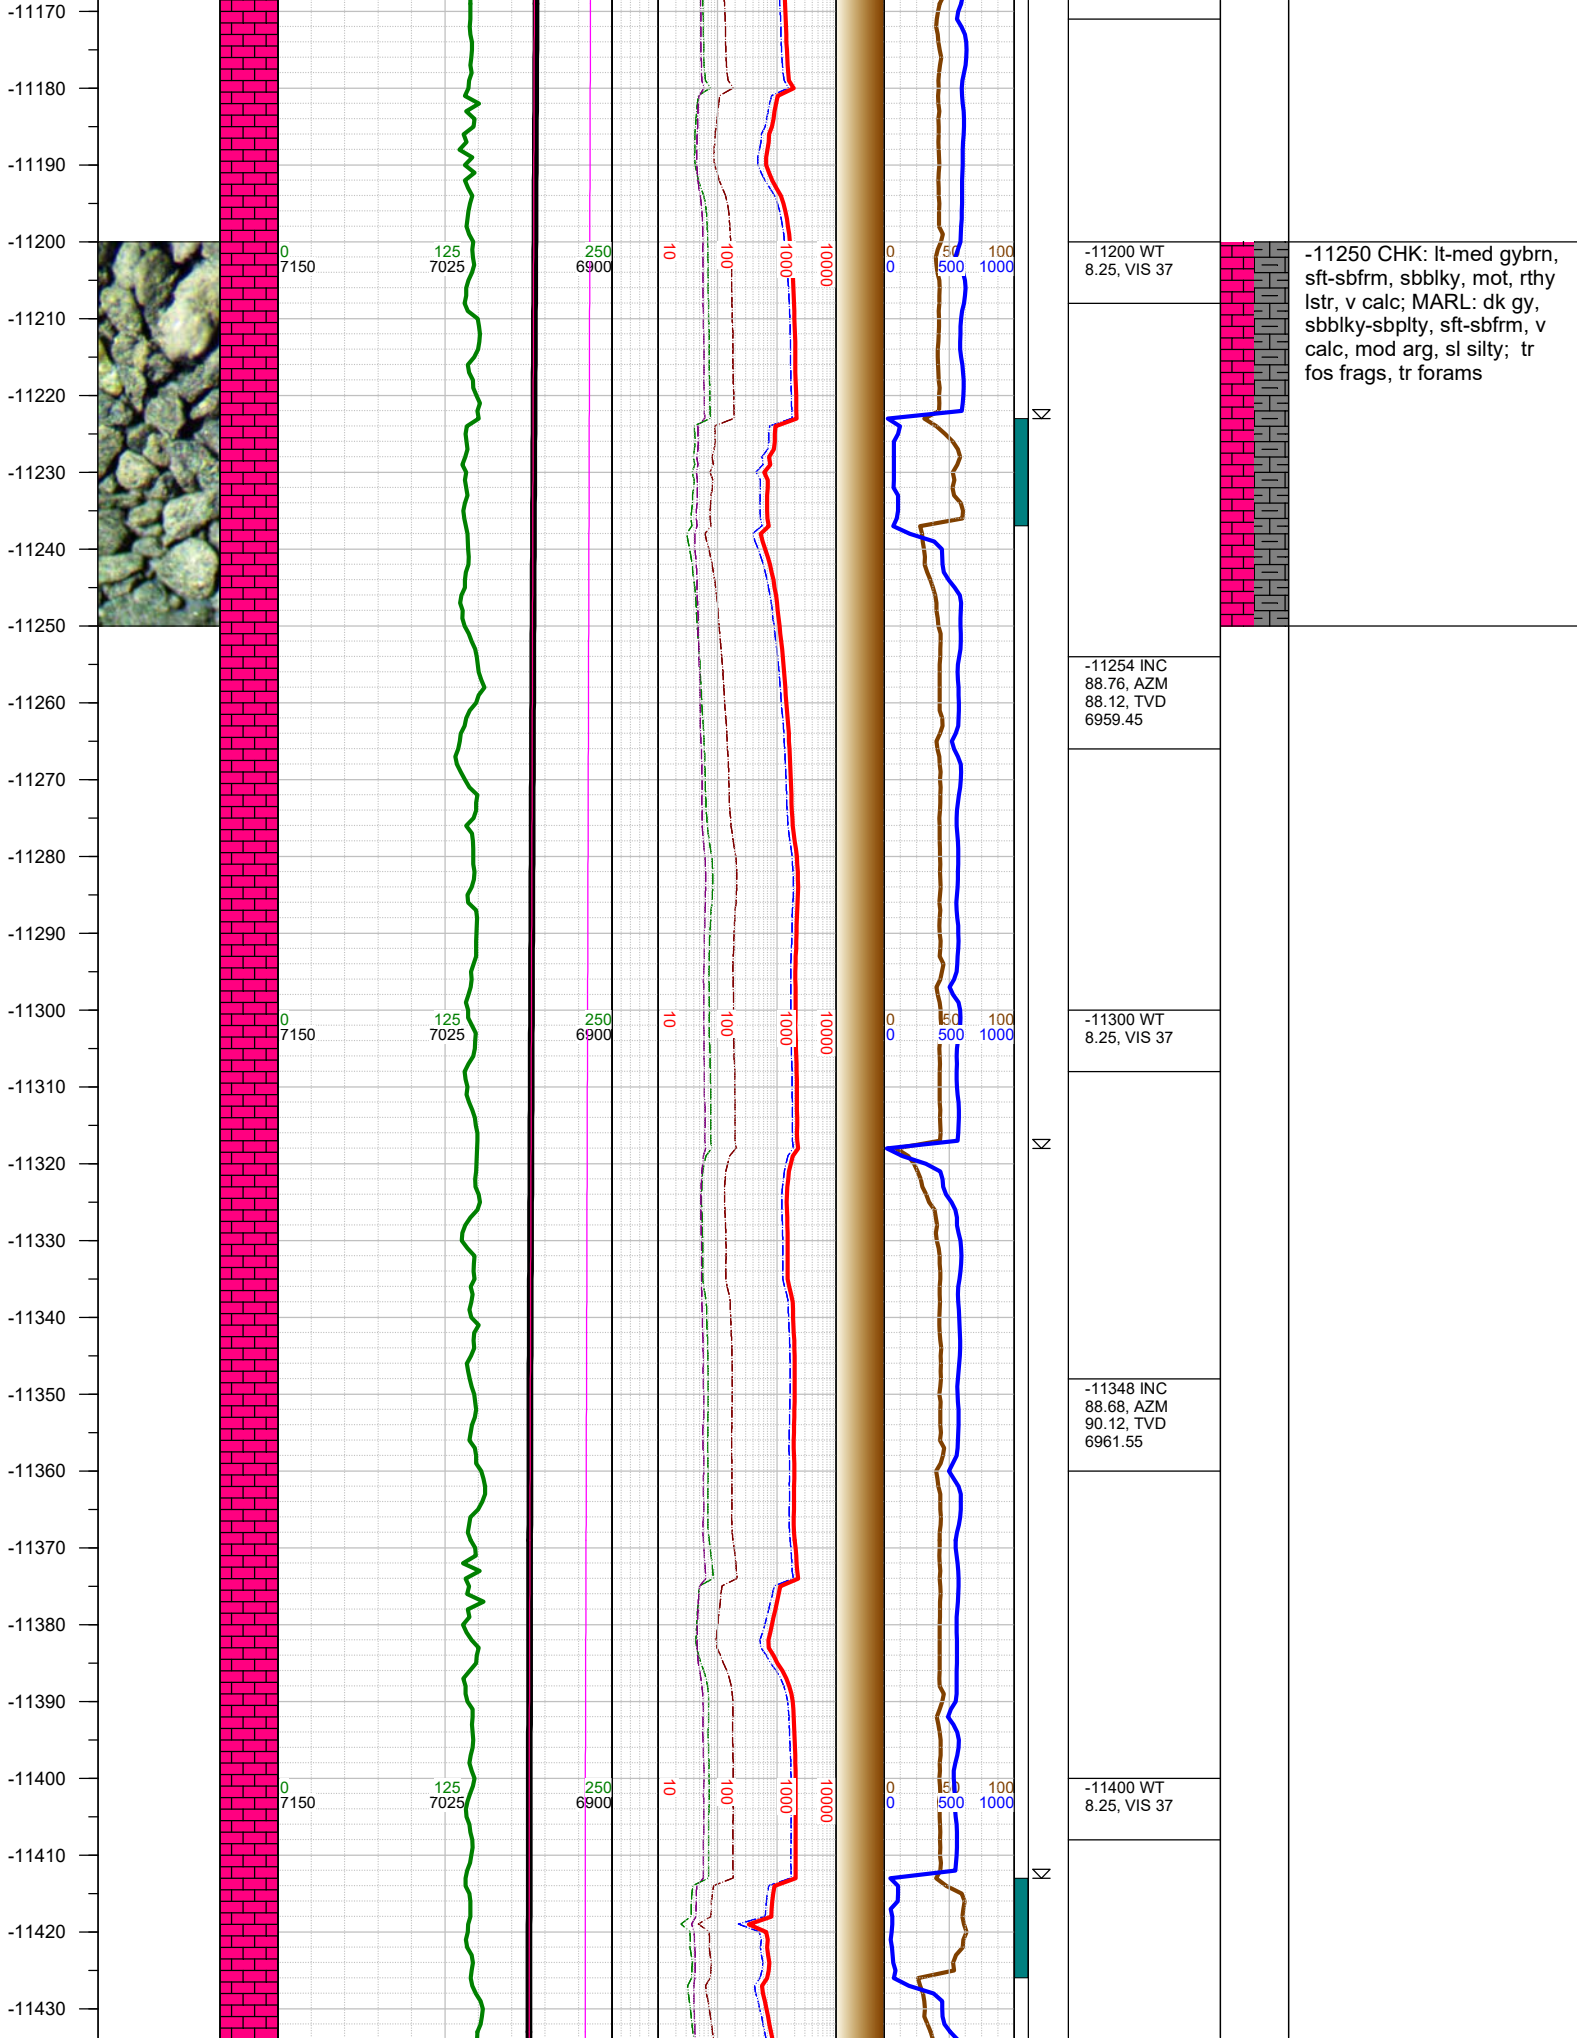 -11170
-11180
-11190
-11200
0 125 250
7150 7025 6900
10 100 1000 10000
0 50 100
0 500 1000
-11200 WT
8.25, VIS 37
-11250 CHK: lt-med gybrn,
sft-sbfrm, sbblky, mot, rthy
lstr, v calc; MARL: dk gy,
sbblky-sbplty, sft-sbfrm, v
calc, mod arg, sl silty; tr
fos frags, tr forams
-11210
-11220
-11230
-11240
-11250
-11254 INC
88.76, AZM
88.12, TVD
6959.45
-11260
-11270
-11280
-11290
-11300
0 125 250
7150 7025 6900
10 100 1000 10000
0 50 100
0 500 1000
-11300 WT
8.25, VIS 37
-11310
-11320
-11330
-11340
-11348 INC
88.68, AZM
90.12, TVD
6961.55
-11350
-11360
-11370
-11380
-11390
-11400
0 125 250
7150 7025 6900
10 100 1000 10000
0 50 100
0 500 1000
-11400 WT
8.25, VIS 37
-11410
-11420
-11430